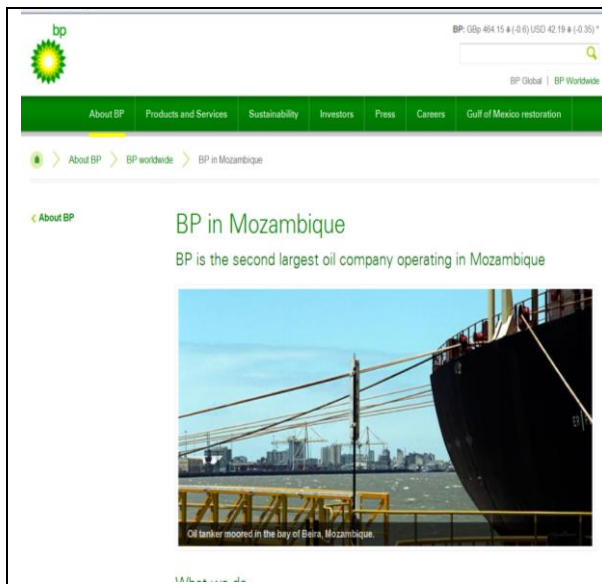 bp
BP: GBp 464.15 (-0.6) USD 42.19 (-0.35) *
BP Global | BP Worldwide
About BP Products and Services Sustainability Investors Press Careers Gulf of Mexico restoration
About BP BP worldwide BP in Mozambique
About BP
BP in Mozambique
BP is the second largest oil company operating in Mozambique
Oil tanker moored in the bay of Beira, Mozambique.
What we do